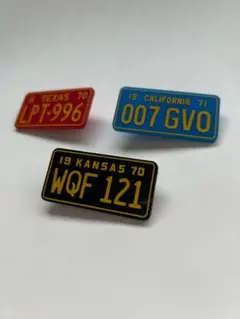 TEXAS 70
LPT-996
19 CALIFORNIA 71
007 GVO
19 KANSAS 70
WQF 121